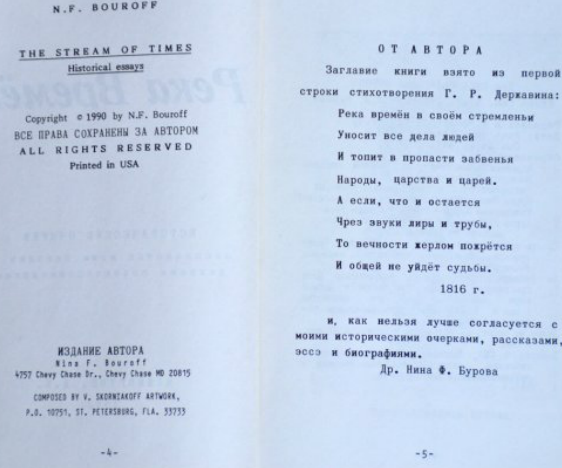 N.F. BOUROFF
THE STREAM OF TIMES
Historical essays
Copyright © 1990 by N.F. Bouroff
ВСЕ ПРАВА СОХРАНЕНЫ ЗА АВТОРОМ
ALL RIGHTS RESERVED
Printed in USA
ИЗДАНИЕ АВТОРА
Nina F. Bouroff
4757 Chevy Chase Dr., Chevy Chase MD 20815
COMPOSED BY V. SKORNIAKOFF ARTWORK,
P.O. 10751, ST. PETERSBURG, FLA. 33733
-4-
ОТ АВТОРА
Заглавие книги взято из первой
строки стихотворения Г. Р. Державина:
Река времён в своём стремленьи
Уносит все дела людей
И топит в пропасти забвенья
Народы, царства и царей.
А если, что и остается
Чрез звуки лиры и трубы,
То вечности жерлом пожрётся
И общей не уйдёт судьбы.
1816 г.
и, как нельзя лучше согласуется с
моими историческими очерками, рассказами,
эссэ и биографиями.
Др. Нина Ф. Бурова
-5-